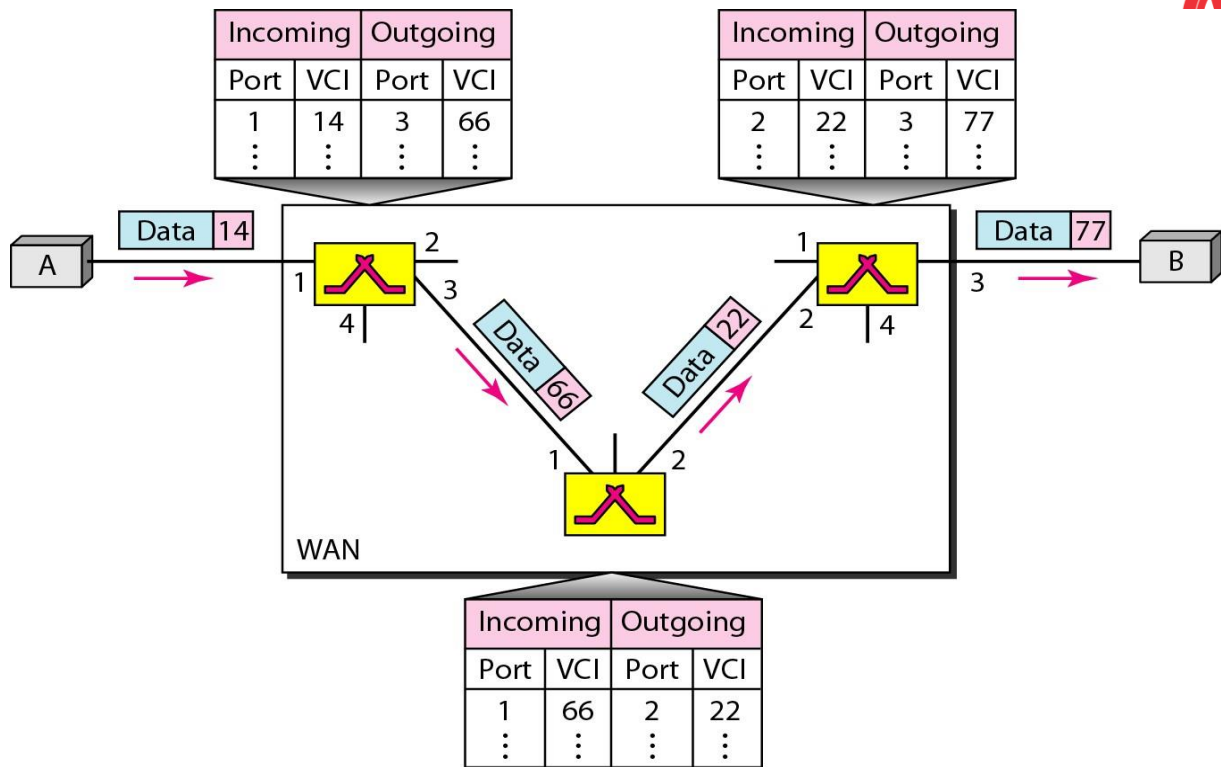 Incoming Outgoing
Port VCI Port VCI
1 14 3 66
⋮ ⋮ ⋮ ⋮
Incoming Outgoing
Port VCI Port VCI
2 22 3 77
⋮ ⋮ ⋮ ⋮
A
Data 14
1
2
3
4
Data 66
1
2
Data 22
1
2
4
3
Data 77
B
WAN
Incoming Outgoing
Port VCI Port VCI
1 66 2 22
⋮ ⋮ ⋮ ⋮